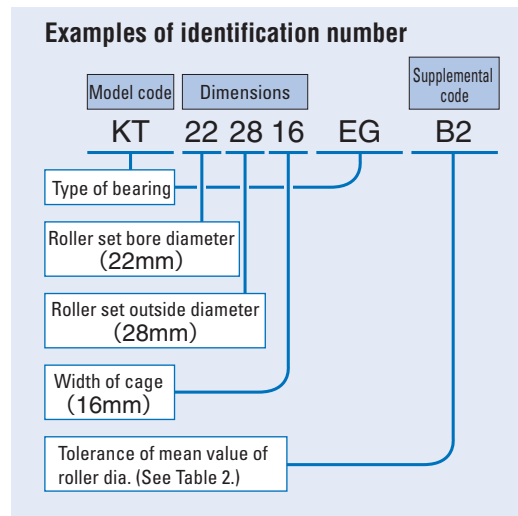 Examples of identification number
Supplemental
code
Model code Dimensions
KT 22 28 16 EG B2
Type of bearing
Roller set bore diameter
（22mm）
Roller set outside diameter
（28mm）
Width of cage
（16mm）
Tolerance of mean value of
roller dia. (See Table 2.)